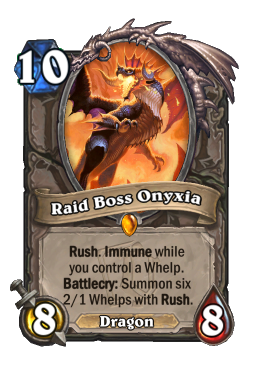 10
Raid Boss Onyxia
Rush. Immune while
you control a Whelp.
Battlecry: Summon six
2/1 Whelps with Rush.
8
Dragon
8